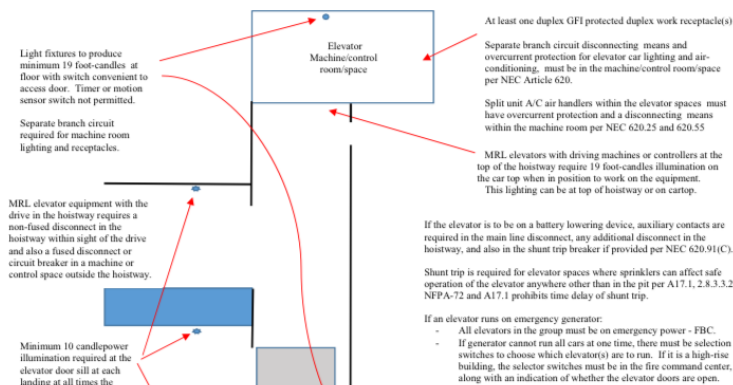 Light fixtures to produce
minimum 19 foot-candles at
floor with switch convenient to
access door. Timer or motion
sensor switch not permitted.
Separate branch circuit
required for machine room
lighting and receptacles.
Elevator
Machine/control
room/space
At least one duplex GFI protected duplex work receptacle(s)
Separate branch circuit disconnecting means and
overcurrent protection for elevator car lighting and air-
conditioning, must be in the machine/control room/space
per NEC Article 620.
Split unit A/C air handlers within the elevator spaces must
have overcurrent protection and a disconnecting means
within the machine room per NEC 620.25 and 620.55
MRL elevators with driving machines or controllers at the
top of the hoistway require 19 foot-candles illumination on
the car top when in position to work on the equipment.
This lighting can be at top of hoistway or on cartop.
MRL elevator equipment with the
drive in the hoistway requires a
non-fused disconnect in the
hoistway within sight of the drive
and also a fused disconnect or
circuit breaker in a machine or
control space outside the hoistway.
If the elevator is to be on a battery lowering device, auxiliary contacts are
required in the main line disconnect, any additional disconnect in the
hoistway, and also in the shunt trip breaker if provided per NEC 620.91(C).
Shunt trip is required for elevator spaces where sprinklers can affect safe
operation of the elevator anywhere other than in the pit per A17.1, 2.8.3.3.2
NFPA-72 and A17.1 prohibits time delay of shunt trip.
If an elevator runs on emergency generator:
- All elevators in the group must be on emergency power - FBC.
- If generator cannot run all cars at one time, there must be selection
switches to choose which elevator(s) are to run. If it is a high-rise
building, the selector switches must be in the fire command center,
along with an indication of whether the elevator doors are open.
Minimum 10 candlepower
illumination required at the
elevator door sill at each
landing at all times the